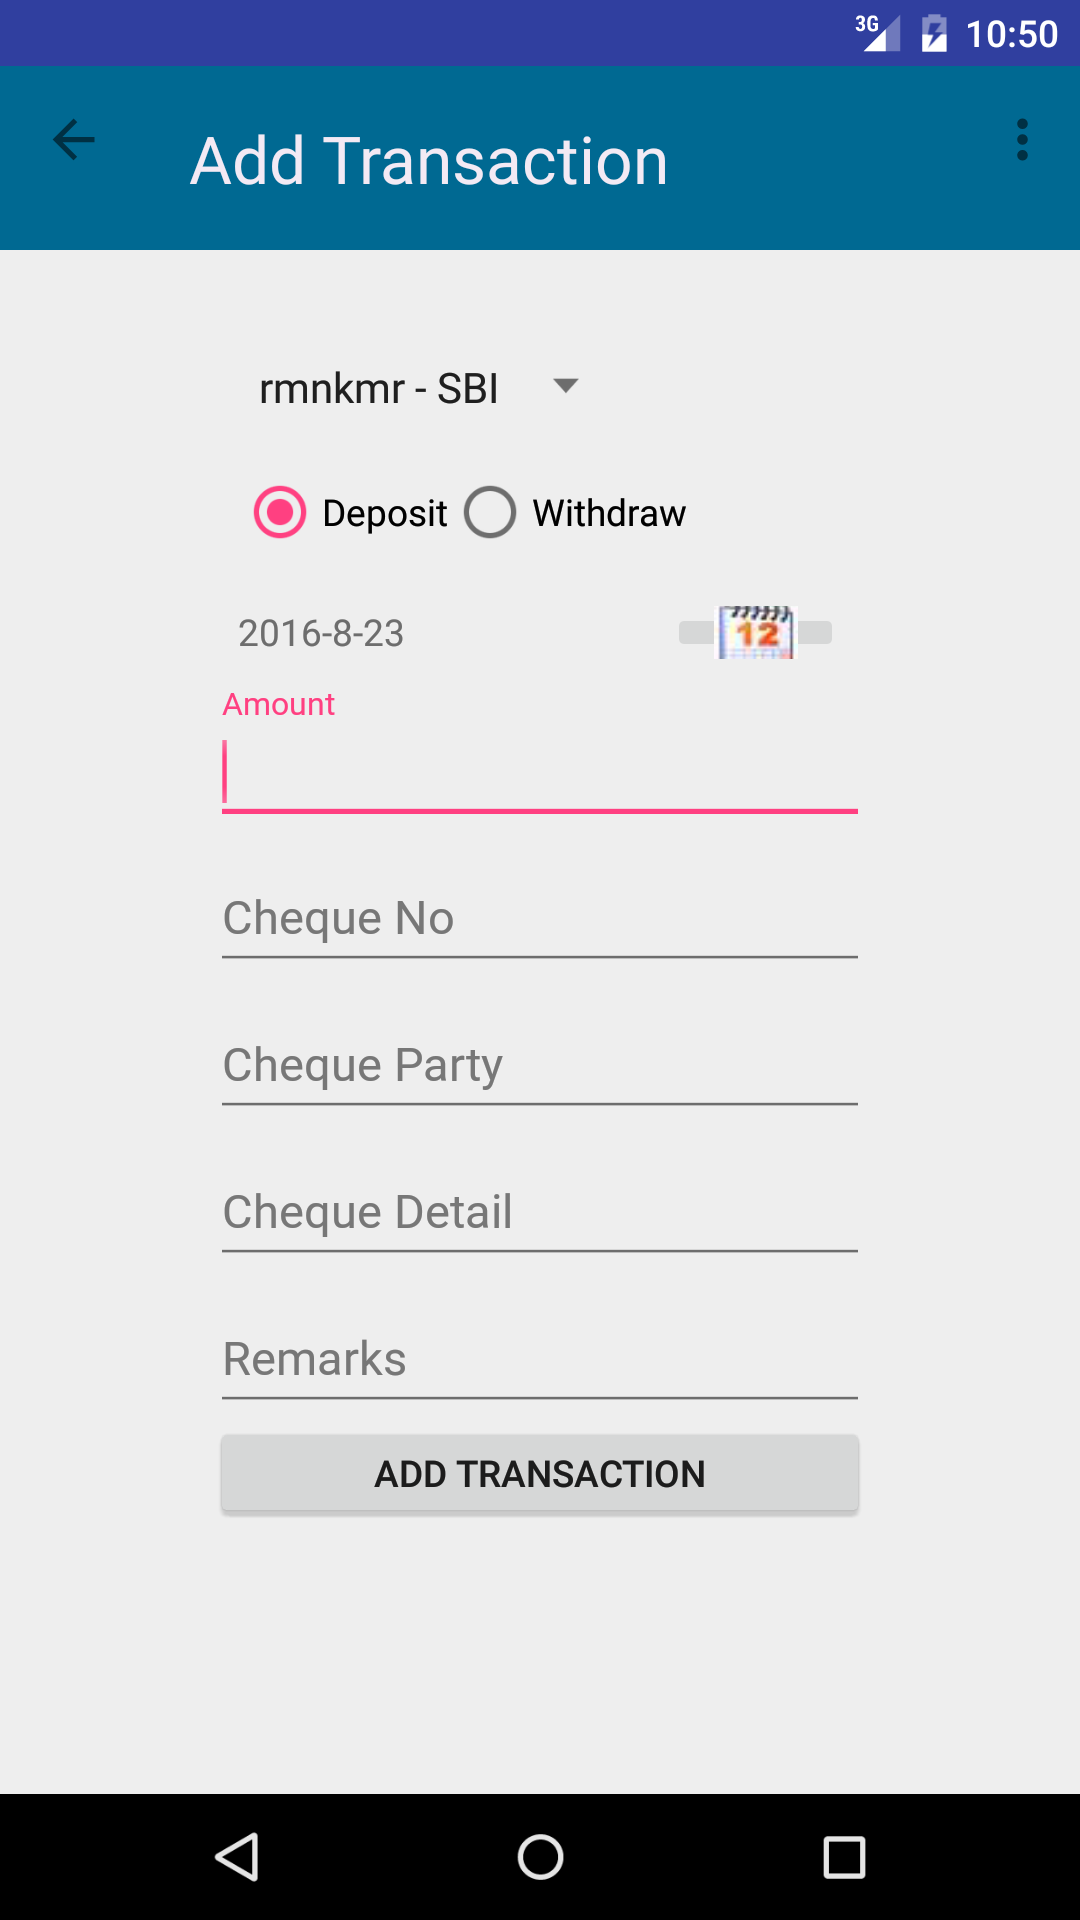 3G 10:50
Add Transaction
rmnkmr - SBI
Deposit Withdraw
2016-8-23 12
Amount
Cheque No
Cheque Party
Cheque Detail
Remarks
ADD TRANSACTION